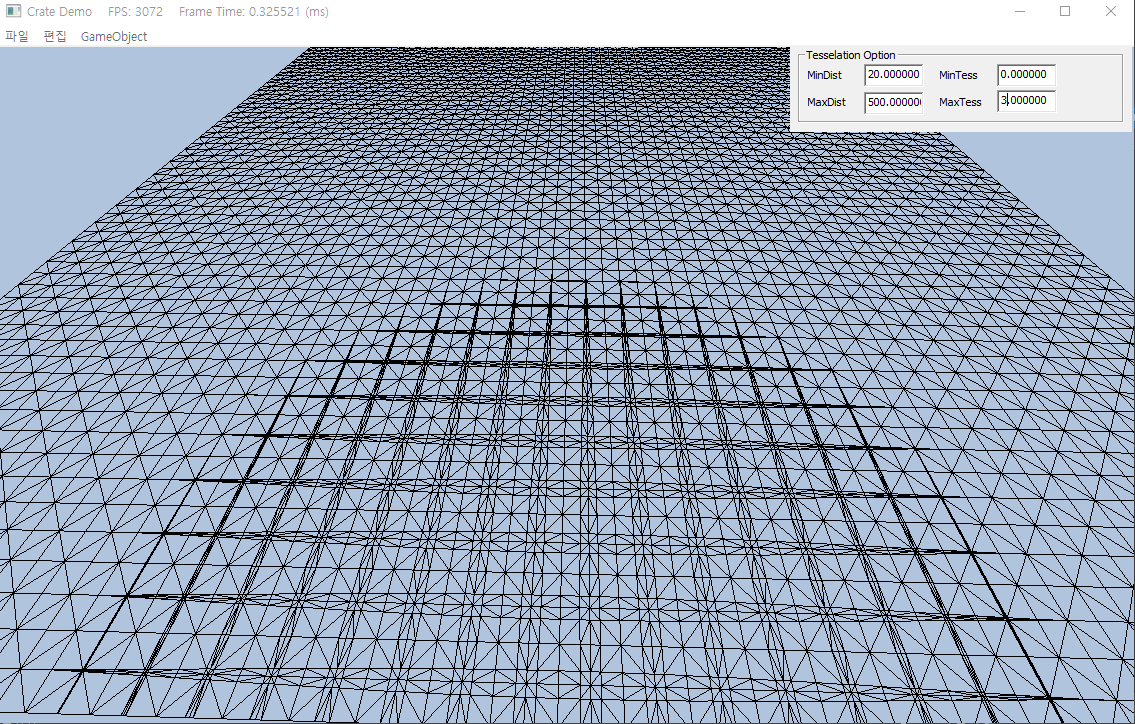 Crate Demo FPS: 3072 Frame Time: 0.325521 (ms)
파일 편집 GameObject
Tesselation Option
MinDist 20.000000 MinTess 0.000000
MaxDist 500.000000 MaxTess 3.000000